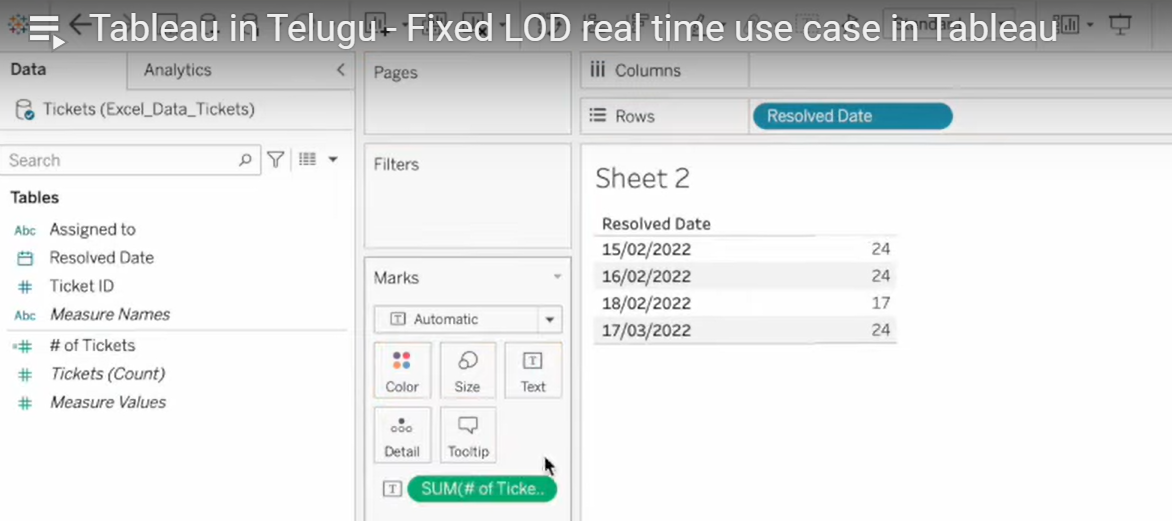 Tableau in Telugu - Fixed LOD real time use case in Tableau
Data
Analytics
Pages
Columns
Tickets (Excel_Data_Tickets)
Rows
Resolved Date
Search
Filters
Sheet 2
Tables
Abc Assigned to
Resolved Date
# Ticket ID
Abc Measure Names
# # of Tickets
# Tickets (Count)
# Measure Values
Marks
T Automatic
Color
Size
T Text
Detail
Tooltip
T SUM(# of Ticke..
Resolved Date
15/02/2022 24
16/02/2022 24
18/02/2022 17
17/03/2022 24